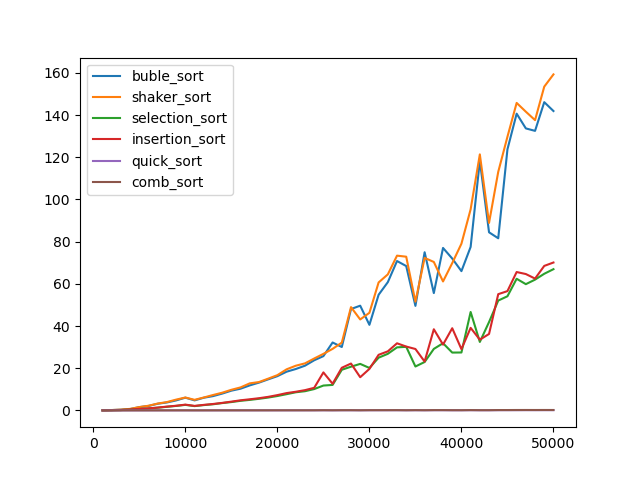 160
140
120
100
80
60
40
20
0
buble_sort
shaker_sort
selection_sort
insertion_sort
quick_sort
comb_sort
0 10000 20000 30000 40000 50000